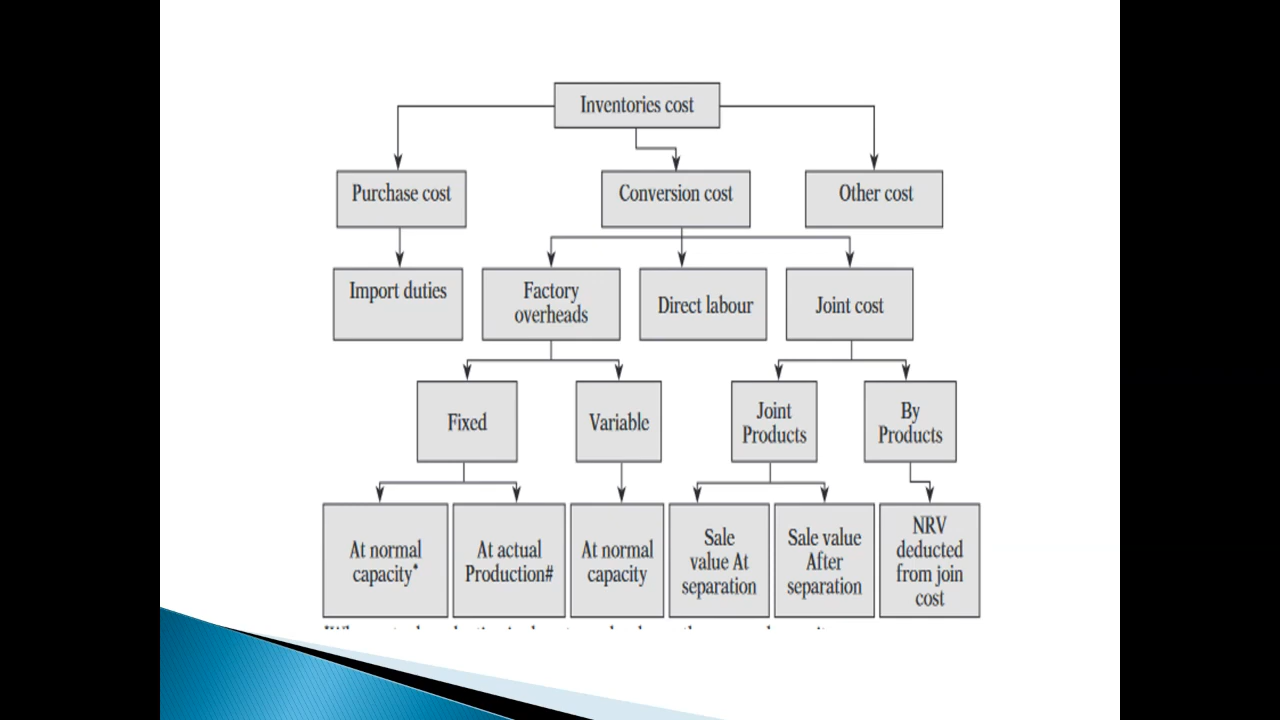 Inventories cost
Purchase cost
Conversion cost
Other cost
Import duties
Factory
overheads
Direct labour
Joint cost
Fixed
Variable
Joint
Products
By
Products
At normal
capacity*
At actual
Production#
At normal
capacity
Sale
value At
separation
Sale value
After
separation
NRV
deducted
from join
cost